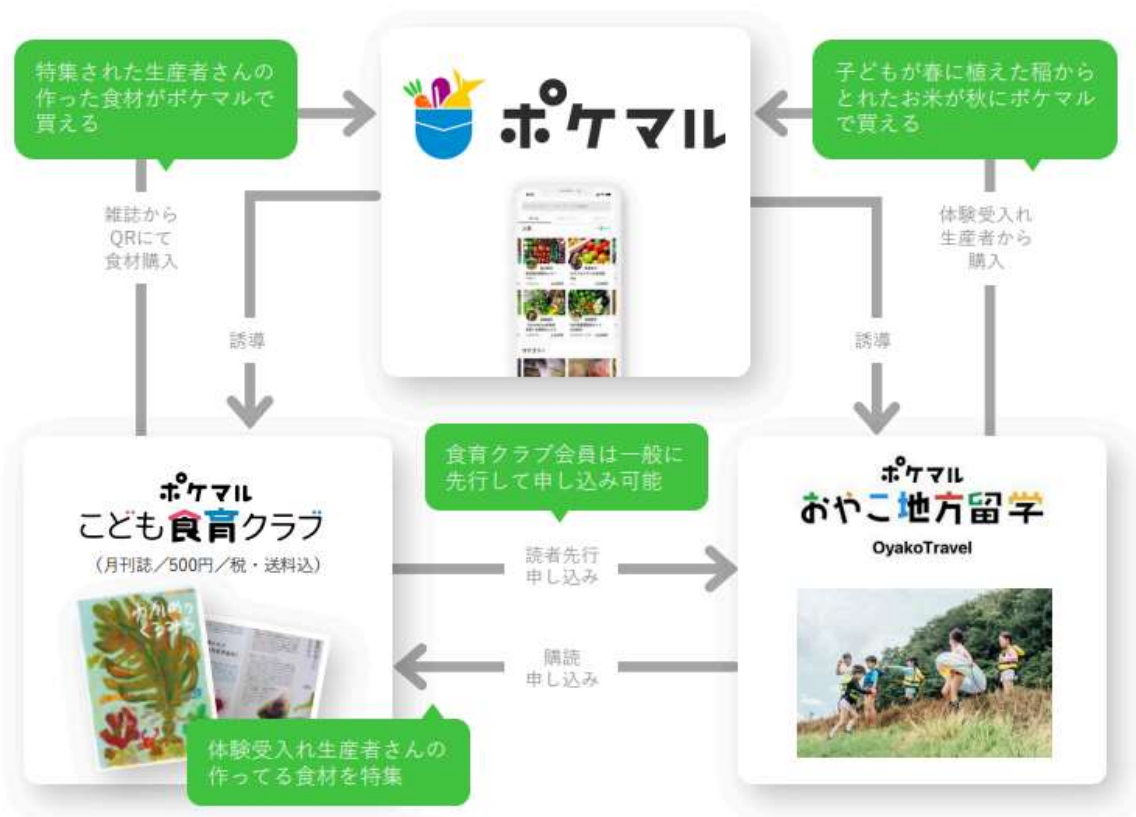 特集された生産者さんの
作った食材がポケマルで
買える
ポケマル
子どもが春に植えた稲から
とれたお米が秋にポケマル
で買える
雑誌から
QRにて
食材購入
体験受入れ
生産者から
購入
誘導
誘導
ポケマル
こども食育クラブ
（月刊誌／500円／税・送料込）
わかめの
食育クラブ会員は一般に
先行して申し込み可能
読者先行
申し込み
購読
申し込み
ポケマル
おやこ地方留学
OyakoTravel
体験受入れ生産者さんの
作ってる食材を特集